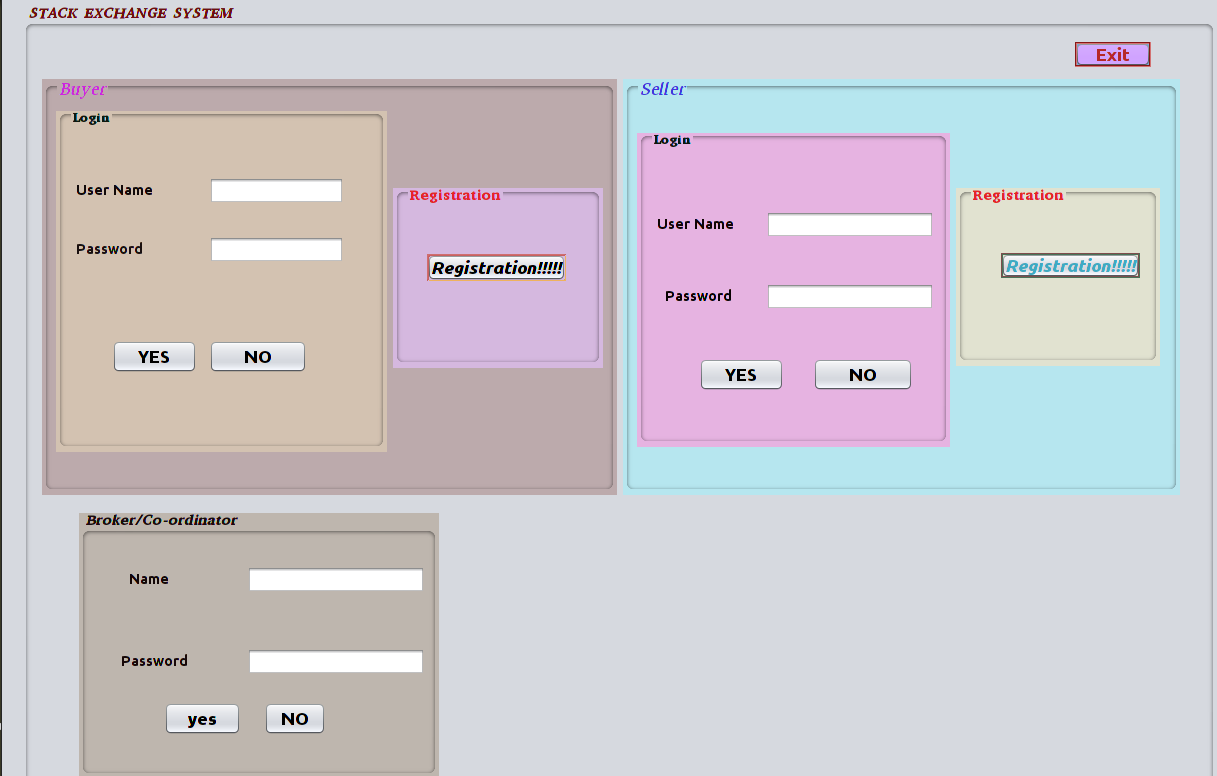 STACK EXCHANGE SYSTEM
Exit
Buyer
Login
User Name
Password
YES NO
Registration
Registration!!!!!
Seller
Login
User Name
Password
YES NO
Registration
Registration!!!!!
Broker/Co-ordinator
Name
Password
yes NO